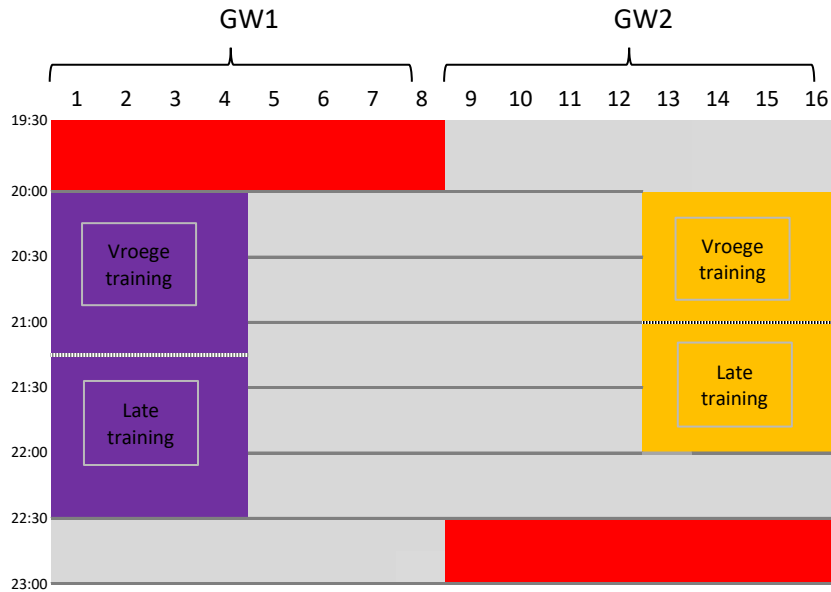 GW1 GW2
1 2 3 4 5 6 7 8 9 10 11 12 13 14 15 16
19:30
20:00
Vroege
training
Vroege
training
20:30
21:00
21:30
Late
training
Late
training
22:00
22:30
23:00